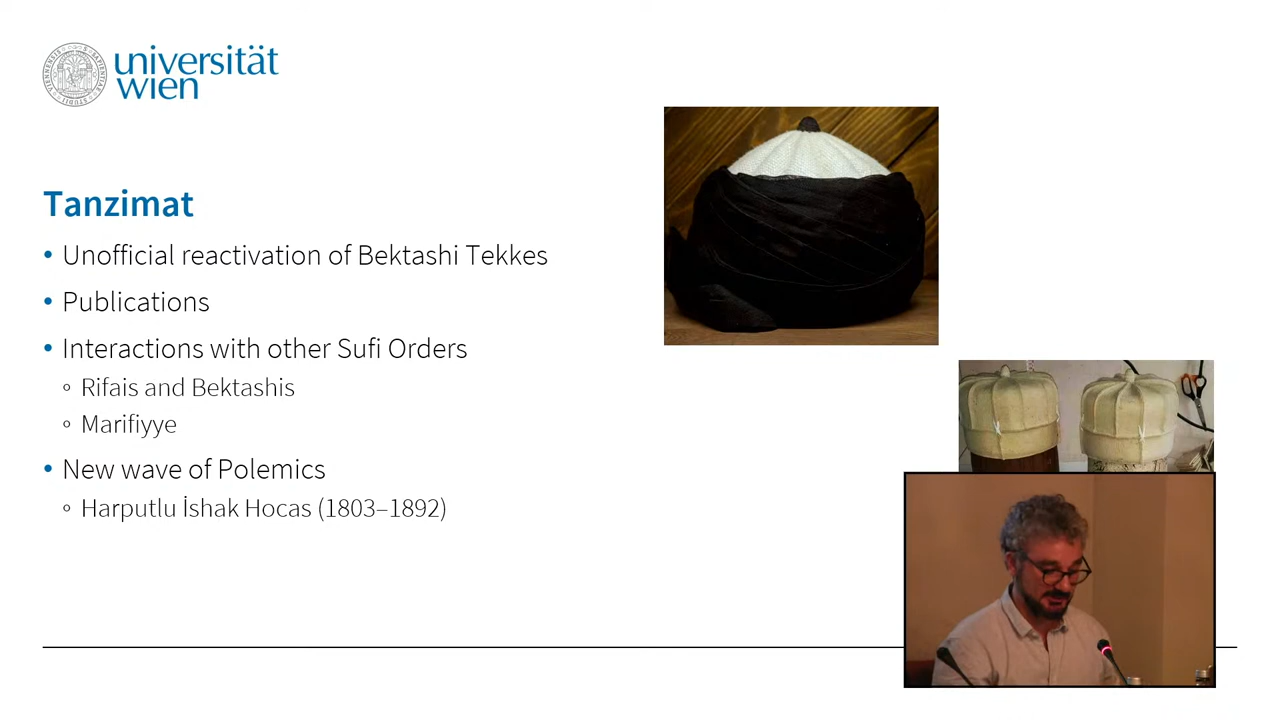 universität
wien
Tanzimat
• Unofficial reactivation of Bektashi Tekkes
• Publications
• Interactions with other Sufi Orders
◦ Rifais and Bektashis
◦ Marifiyye
• New wave of Polemics
◦ Harputlu İshak Hocas (1803–1892)